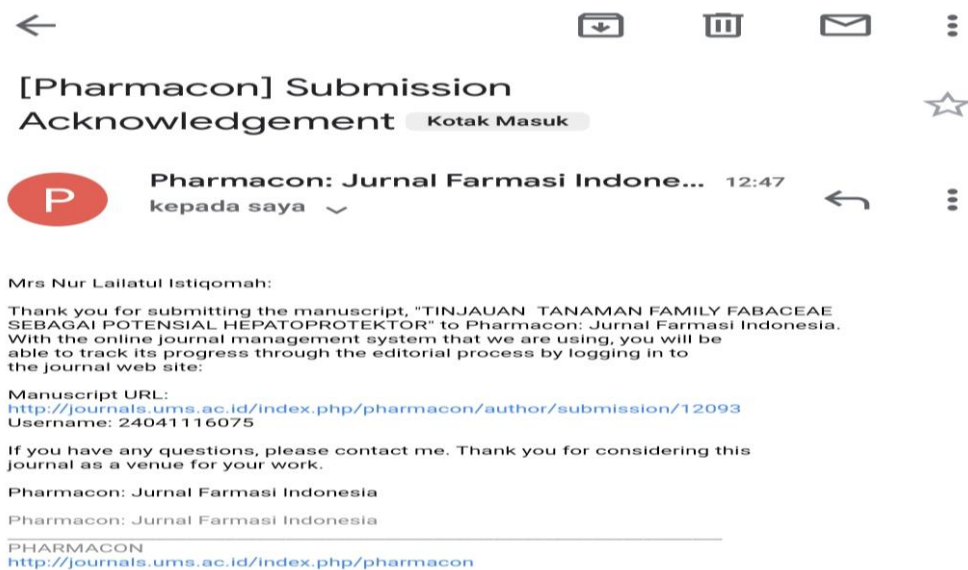 [Pharmacon] Submission
Acknowledgement Kotak Masuk
P
Pharmacon: Jurnal Farmasi Indone... 12:47
kepada saya
Mrs Nur Lailatul Istiqomah:
Thank you for submitting the manuscript, "TINJAUAN TANAMAN FAMILY FABACEAE
SEBAGAI POTENSIAL HEPATOPROTEKTOR" to Pharmacon: Jurnal Farmasi Indonesia.
With the online journal management system that we are using, you will be
able to track its progress through the editorial process by logging in to
the journal web site:
Manuscript URL:
http://journals.ums.ac.id/index.php/pharmacon/author/submission/12093
Username: 24041116075
If you have any questions, please contact me. Thank you for considering this
journal as a venue for your work.
Pharmacon: Jurnal Farmasi Indonesia
Pharmacon: Jurnal Farmasi Indonesia
PHARMACON
http://journals.ums.ac.id/index.php/pharmacon